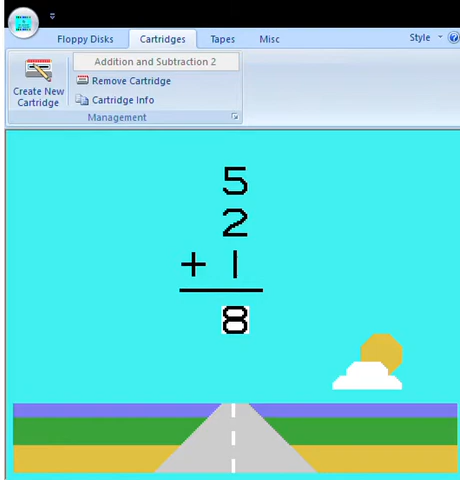 Floppy Disks Cartridges Tapes Misc Style
Addition and Subtraction 2
Create New Cartridge
Remove Cartridge
Cartridge Info
Management
5
2
+ 1
8